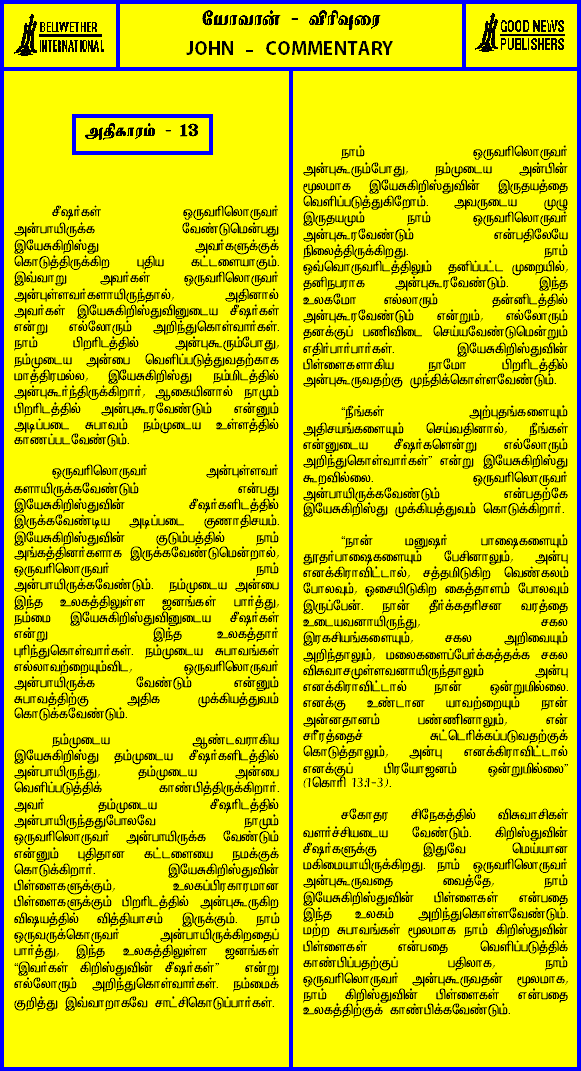 BELLWETHER
INTERNATIONAL
யோவான் - விரிவுரை
JOHN - COMMENTARY
GOOD NEWS
PUBLISHERS
அதிகாரம் - 13
சீஷர்கள் ஒருவரிலொருவர்
அன்பாயிருக்க வேண்டுமென்பது
இயேசுகிறிஸ்து அவர்களுக்குக்
கொடுத்திருக்கிற புதிய கட்டளையாகும்.
இவ்வாறு அவர்கள் ஒருவரிலொருவர்
அன்புள்ளவர்களாயிருந்தால், அதினால்
அவர்கள் இயேசுகிறிஸ்துவினுடைய சீஷர்கள்
என்று எல்லோரும் அறிந்துகொள்வார்கள்.
நாம் பிறரிடத்தில் அன்புகூரும்போது,
நம்முடைய அன்பை வெளிப்படுத்துவதற்காக
மாத்திரமல்ல, இயேசுகிறிஸ்து நம்மிடத்தில்
அன்புகூர்ந்திருக்கிறார், ஆகையினால் நாமும்
பிறரிடத்தில் அன்புகூரவேண்டும் என்னும்
அடிப்படை சுபாவம் நம்முடைய உள்ளத்தில்
காணப்படவேண்டும்.
ஒருவரிலொருவர் அன்புள்ளவர்
களாயிருக்கவேண்டும் என்பது
இயேசுகிறிஸ்துவின் சீஷர்களிடத்தில்
இருக்கவேண்டிய அடிப்படை குணாதிசயம்.
இயேசுகிறிஸ்துவின் குடும்பத்தில் நாம்
அங்கத்தினர்களாக இருக்கவேண்டுமென்றால்,
ஒருவரிலொருவர் நாம்
அன்பாயிருக்கவேண்டும். நம்முடைய அன்பை
இந்த உலகத்திலுள்ள ஜனங்கள் பார்த்து,
நம்மை இயேசுகிறிஸ்துவினுடைய சீஷர்கள்
என்று இந்த உலகத்தார்
புரிந்துகொள்வார்கள். நம்முடைய சுபாவங்கள்
எல்லாவற்றையும்விட, ஒருவரிலொருவர்
அன்பாயிருக்க வேண்டும் என்னும்
சுபாவத்திற்கு அதிக முக்கியத்துவம்
கொடுக்கவேண்டும்.
நம்முடைய ஆண்டவராகிய
இயேசுகிறிஸ்து தம்முடைய சீஷர்களிடத்தில்
அன்பாயிருந்து, தம்முடைய அன்பை
வெளிப்படுத்திக் காண்பித்திருக்கிறார்.
அவர் தம்முடைய சீஷரிடத்தில்
அன்பாயிருந்ததுபோலவே நாமும்
ஒருவரிலொருவர் அன்பாயிருக்க வேண்டும்
என்னும் புதிதான கட்டளையை நமக்குக்
கொடுக்கிறார். இயேசுகிறிஸ்துவின்
பிள்ளைகளுக்கும், உலகப்பிரகாரமான
பிள்ளைகளுக்கும் பிறரிடத்தில் அன்புகூருகிற
விஷயத்தில் வித்தியாசம் இருக்கும். நாம்
ஒருவருக்கொருவர் அன்பாயிருக்கிறதைப்
பார்த்து, இந்த உலகத்திலுள்ள ஜனங்கள்
“இவர்கள் கிறிஸ்துவின் சீஷர்கள்” என்று
எல்லோரும் அறிந்துகொள்வார்கள். நம்மைக்
குறித்து இவ்வாறாகவே சாட்சிகொடுப்பார்கள்.
நாம் ஒருவரிலொருவர்
அன்புகூரும்போது, நம்முடைய அன்பின்
மூலமாக இயேசுகிறிஸ்துவின் இருதயத்தை
வெளிப்படுத்துகிறோம். அவருடைய முழு
இருதயமும் நாம் ஒருவரிலொருவர்
அன்புகூரவேண்டும் என்பதிலேயே
நிலைத்திருக்கிறது. நாம்
ஒவ்வொருவரிடத்திலும் தனிப்பட்ட முறையில்,
தனிநபராக அன்புகூரவேண்டும். இந்த
உலகமோ எல்லாரும் தன்னிடத்தில்
அன்புகூரவேண்டும் என்றும், எல்லோரும்
தனக்குப் பணிவிடை செய்யவேண்டுமென்றும்
எதிர்பார்பார்கள். இயேசுகிறிஸ்துவின்
பிள்ளைகளாகிய நாமோ பிறரிடத்தில்
அன்புகூருவதற்கு முந்திக்கொள்ளவேண்டும்.
“நீங்கள் அற்புதங்களையும்
அதிசயங்களையும் செய்வதினால், நீங்கள்
என்னுடைய சீஷர்களென்று எல்லோரும்
அறிந்துகொள்வார்கள்” என்று இயேசுகிறிஸ்து
கூறவில்லை. ஒருவரிலொருவர்
அன்பாயிருக்கவேண்டும் என்பதற்கே
இயேசுகிறிஸ்து முக்கியத்துவம் கொடுக்கிறார்.
“நான் மனுஷர் பாஷைகளையும்
தூதர்பாஷைகளையும் பேசினாலும், அன்பு
எனக்கிராவிட்டால், சத்தமிடுகிற வெண்கலம்
போலவும், ஓசையிடுகிற கைத்தாளம் போலவும்
இருப்பேன். நான் தீர்க்கதரிசன வரத்தை
உடையவனாயிருந்து, சகல
இரகசியங்களையும், சகல அறிவையும்
அறிந்தாலும், மலைகளைப்பேர்க்கத்தக்க சகல
விசுவாசமுள்ளவனாயிருந்தாலும் அன்பு
எனக்கிராவிட்டால் நான் ஒன்றுமில்லை.
எனக்கு உண்டான யாவற்றையும் நான்
அன்னதானம் பண்ணினாலும், என்
சரீரத்தைச் சுட்டெரிக்கப்படுவதற்குக்
கொடுத்தாலும், அன்பு எனக்கிராவிட்டால்
எனக்குப் பிரயோஜனம் ஒன்றுமில்லை”
(1கொரி 13:1-3).
சகோதர சிநேகத்தில் விசுவாசிகள்
வளர்ச்சியடைய வேண்டும். கிறிஸ்துவின்
சீஷர்களுக்கு இதுவே மெய்யான
மகிமையாயிருக்கிறது. நாம் ஒருவரிலொருவர்
அன்புகூருவதை வைத்தே, நாம்
இயேசுகிறிஸ்துவின் பிள்ளைகள் என்பதை
இந்த உலகம் அறிந்துகொள்ளவேண்டும்.
மற்ற சுபாவங்கள் மூலமாக நாம் கிறிஸ்துவின்
பிள்ளைகள் என்பதை வெளிப்படுத்திக்
காண்பிப்பதற்குப் பதிலாக, நாம்
ஒருவரிலொருவர் அன்புகூருவதன் மூலமாக,
நாம் கிறிஸ்துவின் பிள்ளைகள் என்பதை
உலகத்திற்குக் காண்பிக்கவேண்டும்.